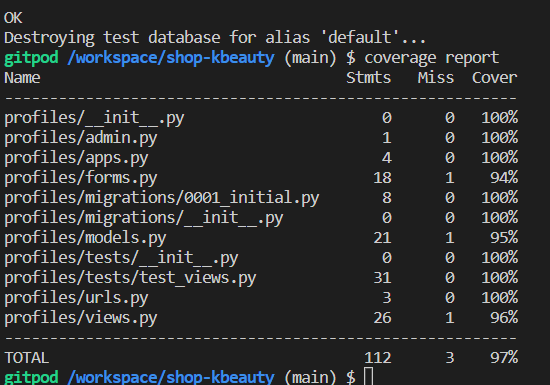 OK
Destroying test database for alias 'default'...
gitpod /workspace/shop-kbeauty (main) $ coverage report
Name                                    Stmts   Miss  Cover
-----------------------------------------------------------
profiles/__init__.py                        0      0   100%
profiles/admin.py                           1      0   100%
profiles/apps.py                            4      0   100%
profiles/forms.py                          18      1    94%
profiles/migrations/0001_initial.py         8      0   100%
profiles/migrations/__init__.py             0      0   100%
profiles/models.py                         21      1    95%
profiles/tests/__init__.py                  0      0   100%
profiles/tests/test_views.py               31      0   100%
profiles/urls.py                            3      0   100%
profiles/views.py                          26      1    96%
-----------------------------------------------------------
TOTAL                                     112      3    97%
gitpod /workspace/shop-kbeauty (main) $